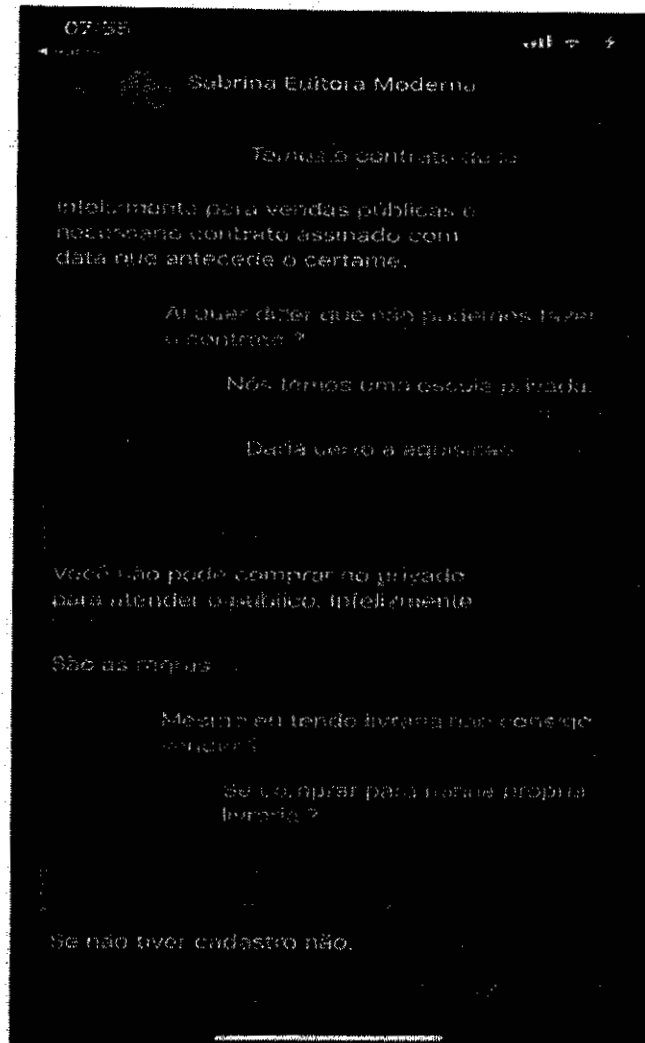 07:55
Sabrina Editora Moderna
Temos o contrato
Infelizmente para vendas públicas é
necessário contrato assinado com
data que antecede o certame.
Aí quer dizer que não podemos fazer
o contrato ?
Nós temos uma escola privada.
Daria certo a aquisição
Você não pode comprar no privado
para atender o público. Infelizmente
São as regras
Mesmo eu tendo livraria não consigo
vender?
Se comprar para minha própria
livraria ?
Se não tiver cadastro não.